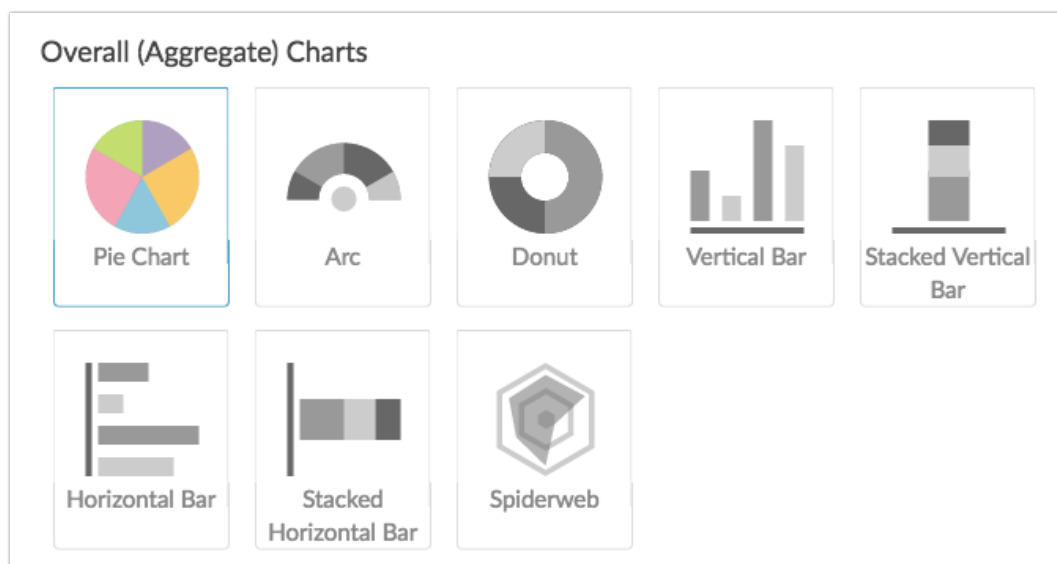 Overall (Aggregate) Charts
Pie Chart
Arc
Donut
Vertical Bar
Stacked Vertical
Bar
Horizontal Bar
Stacked
Horizontal Bar
Spiderweb